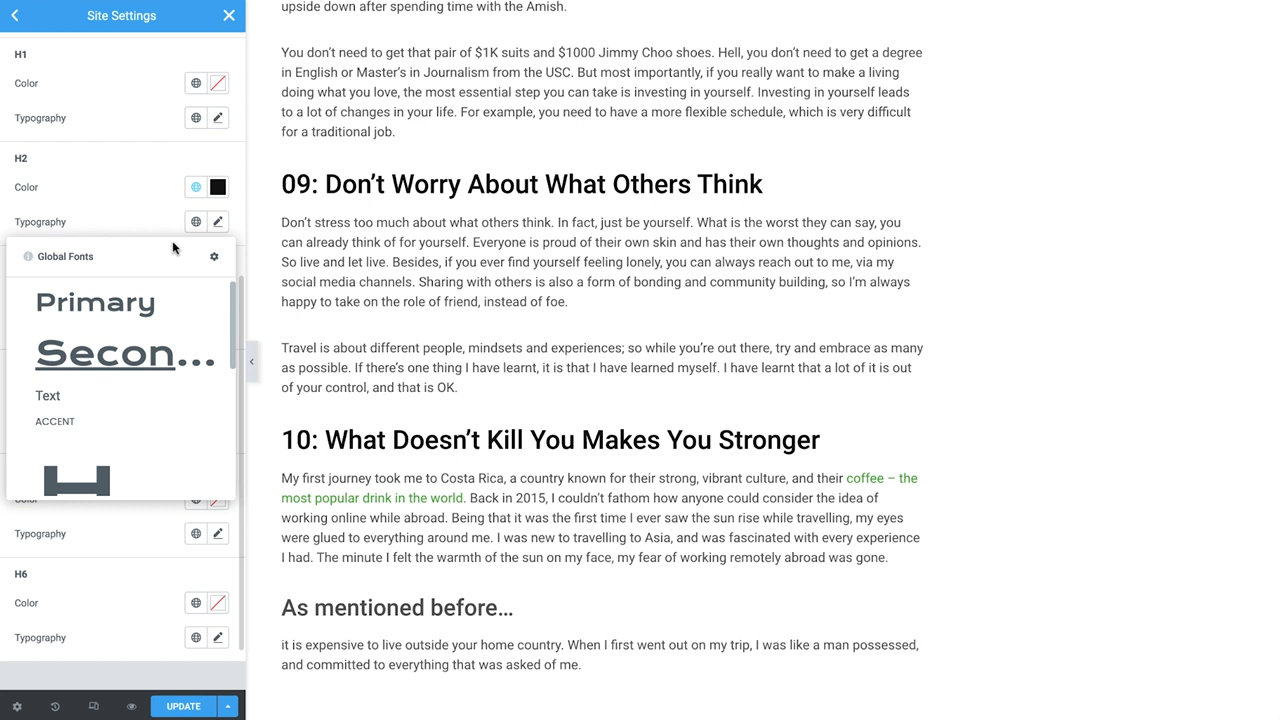 Site Settings
H1
Color
Typography
H2
Color
Typography
Global Fonts
Primary
Secon...
Text
ACCENT
H
Color
Typography
H6
Color
Typography
UPDATE
upside down after spending time with the Amish.
You don’t need to get that pair of $1K suits and $1000 Jimmy Choo shoes. Hell, you don’t need to get a degree
in English or Master’s in Journalism from the USC. But most importantly, if you really want to make a living
doing what you love, the most essential step you can take is investing in yourself. Investing in yourself leads
to a lot of changes in your life. For example, you need to have a more flexible schedule, which is very difficult
for a traditional job.
09: Don’t Worry About What Others Think
Don’t stress too much about what others think. In fact, just be yourself. What is the worst they can say, you
can already think of for yourself. Everyone is proud of their own skin and has their own thoughts and opinions.
So live and let live. Besides, if you ever find yourself feeling lonely, you can always reach out to me, via my
social media channels. Sharing with others is also a form of bonding and community building, so I’m always
happy to take on the role of friend, instead of foe.
Travel is about different people, mindsets and experiences; so while you’re out there, try and embrace as many
as possible. If there’s one thing I have learnt, it is that I have learned myself. I have learnt that a lot of it is out
of your control, and that is OK.
10: What Doesn’t Kill You Makes You Stronger
My first journey took me to Costa Rica, a country known for their strong, vibrant culture, and their coffee – the
most popular drink in the world. Back in 2015, I couldn’t fathom how anyone could consider the idea of
working online while abroad. Being that it was the first time I ever saw the sun rise while travelling, my eyes
were glued to everything around me. I was new to travelling to Asia, and was fascinated with every experience
I had. The minute I felt the warmth of the sun on my face, my fear of working remotely abroad was gone.
As mentioned before…
it is expensive to live outside your home country. When I first went out on my trip, I was like a man possessed,
and committed to everything that was asked of me.